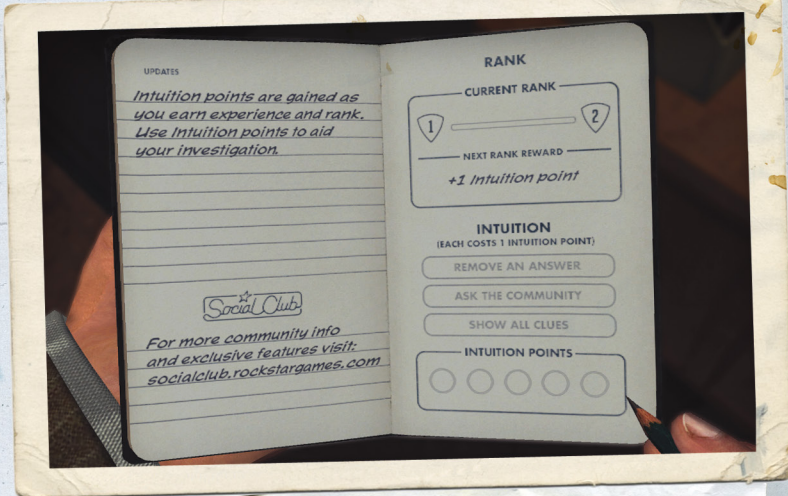 UPDATES
Intuition points are gained as
you earn experience and rank.
Use Intuition points to aid
your investigation.
Social Club
For more community info
and exclusive features visit:
socialclub.rockstargames.com
RANK
CURRENT RANK
1
2
NEXT RANK REWARD
+1 Intuition point
INTUITION
(EACH COSTS 1 INTUITION POINT)
REMOVE AN ANSWER
ASK THE COMMUNITY
SHOW ALL CLUES
INTUITION POINTS